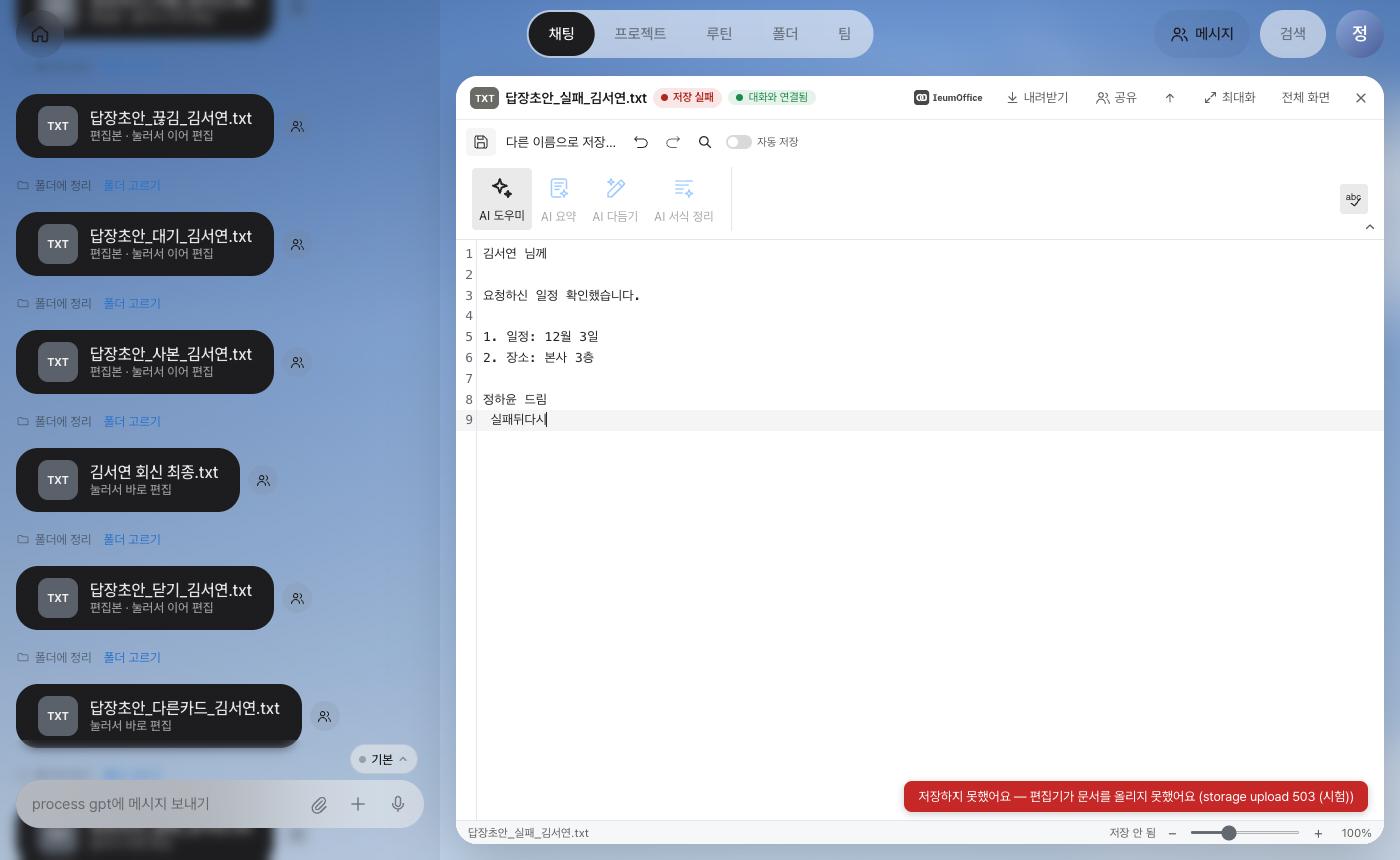 채팅
프로젝트
루틴
폴더
팀
메시지
검색
정
TXT
답장초안_끊김_김서연.txt
편집본 · 눌러서 이어 편집
폴더에 정리 폴더 고르기
TXT
답장초안_대기_김서연.txt
편집본 · 눌러서 이어 편집
폴더에 정리 폴더 고르기
TXT
답장초안_사본_김서연.txt
편집본 · 눌러서 이어 편집
폴더에 정리 폴더 고르기
TXT
김서연 회신 최종.txt
눌러서 바로 편집
폴더에 정리 폴더 고르기
TXT
답장초안_닫기_김서연.txt
편집본 · 눌러서 이어 편집
폴더에 정리 폴더 고르기
TXT
답장초안_다른카드_김서연.txt
눌러서 바로 편집
기본
process gpt에 메시지 보내기
TXT 답장초안_실패_김서연.txt 저장 실패 대화와 연결됨 IeumOffice 내려받기 공유 최대화 전체 화면
다른 이름으로 저장... 자동 저장
AI 도우미 AI 요약 AI 다듬기 AI 서식 정리
abc
1 김서연 님께
2
3 요청하신 일정 확인했습니다.
4
5 1. 일정: 12월 3일
6 2. 장소: 본사 3층
7
8 정하윤 드림
9 실패뒤다시
저장하지 못했어요 — 편집기가 문서를 올리지 못했어요 (storage upload 503 (시험))
답장초안_실패_김서연.txt 저장 안 됨 − + 100%